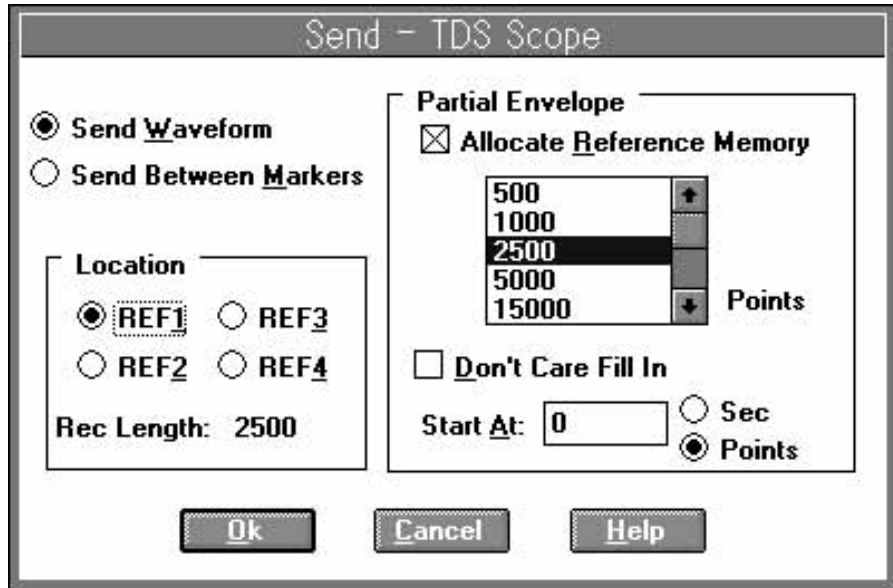 Send - TDS Scope
Send Waveform
Send Between Markers
Location
REF1
REF3
REF2
REF4
Rec Length: 2500
Partial Envelope
Allocate Reference Memory
500
1000
2500
5000
15000
Points
Don't Care Fill In
Start At: 0
Sec
Points
Ok
Cancel
Help